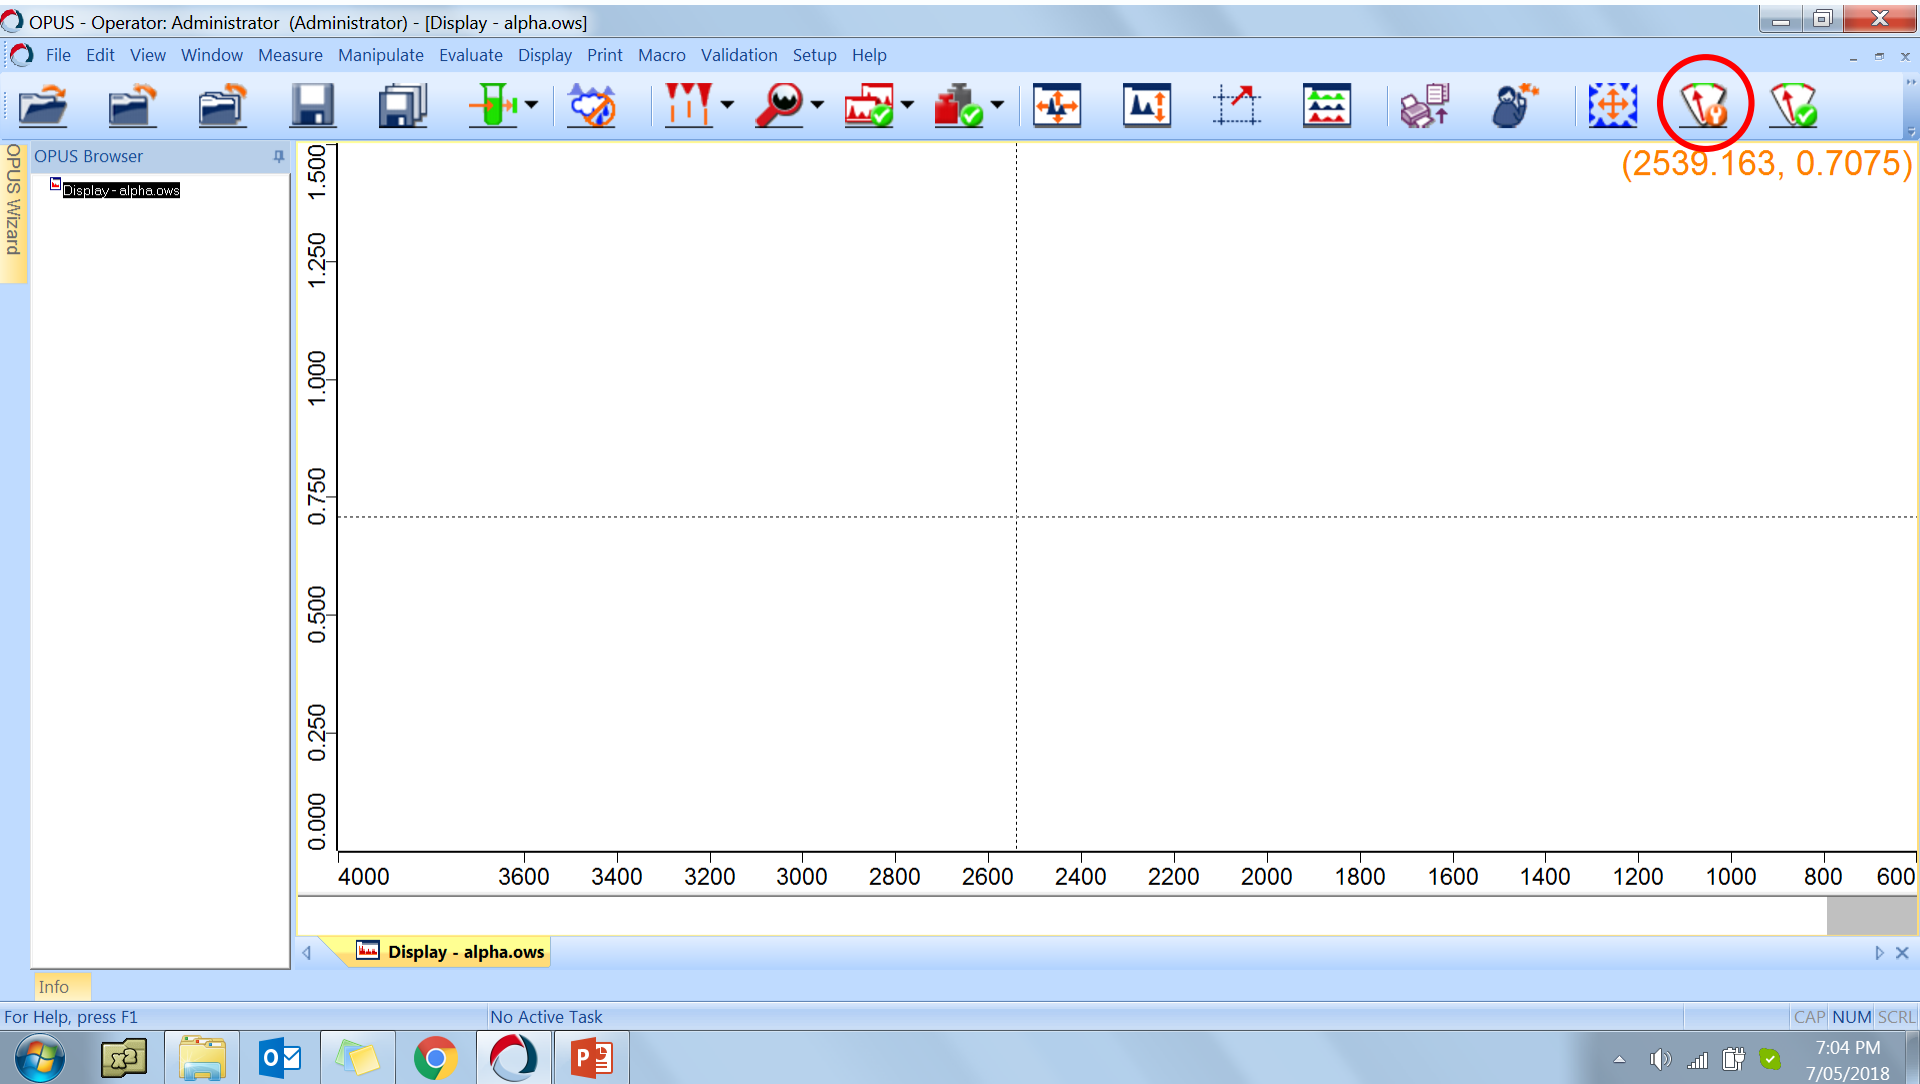 OPUS - Operator: Administrator  (Administrator) - [Display - alpha.ows]
File Edit View Window Measure Manipulate Evaluate Display Print Macro Validation Setup Help
OPUS Wizard
OPUS Browser
Display - alpha.ows
(2539.163, 0.7075)
1.500
1.250
1.000
0.750
0.500
0.250
0.000
4000 3600 3400 3200 3000 2800 2600 2400 2200 2000 1800 1600 1400 1200 1000 800 600
Display - alpha.ows
Info
For Help, press F1
No Active Task
CAP NUM SCRL
x2
7:04 PM
7/05/2018